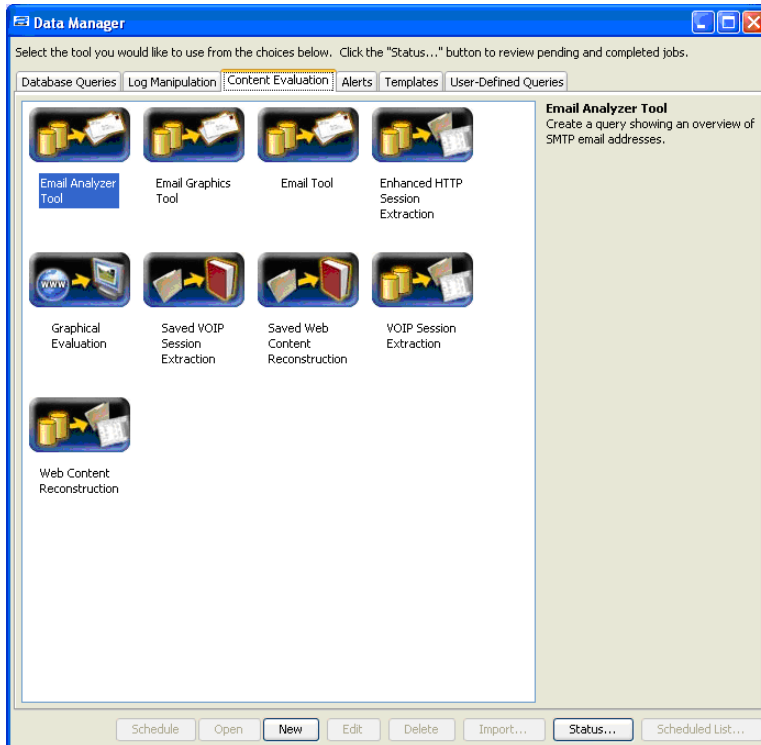 Data Manager
Select the tool you would like to use from the choices below. Click the "Status..." button to review pending and completed jobs.
Database Queries Log Manipulation Content Evaluation Alerts Templates User-Defined Queries
Email Analyzer
Tool
Email Graphics
Tool
Email Tool
Enhanced HTTP
Session
Extraction
Email Analyzer Tool
Create a query showing an overview of
SMTP email addresses.
www
Graphical
Evaluation
Saved VOIP
Session
Extraction
Saved Web
Content
Reconstruction
VOIP Session
Extraction
Web Content
Reconstruction
Schedule Open New Edit Delete Import... Status... Scheduled List...